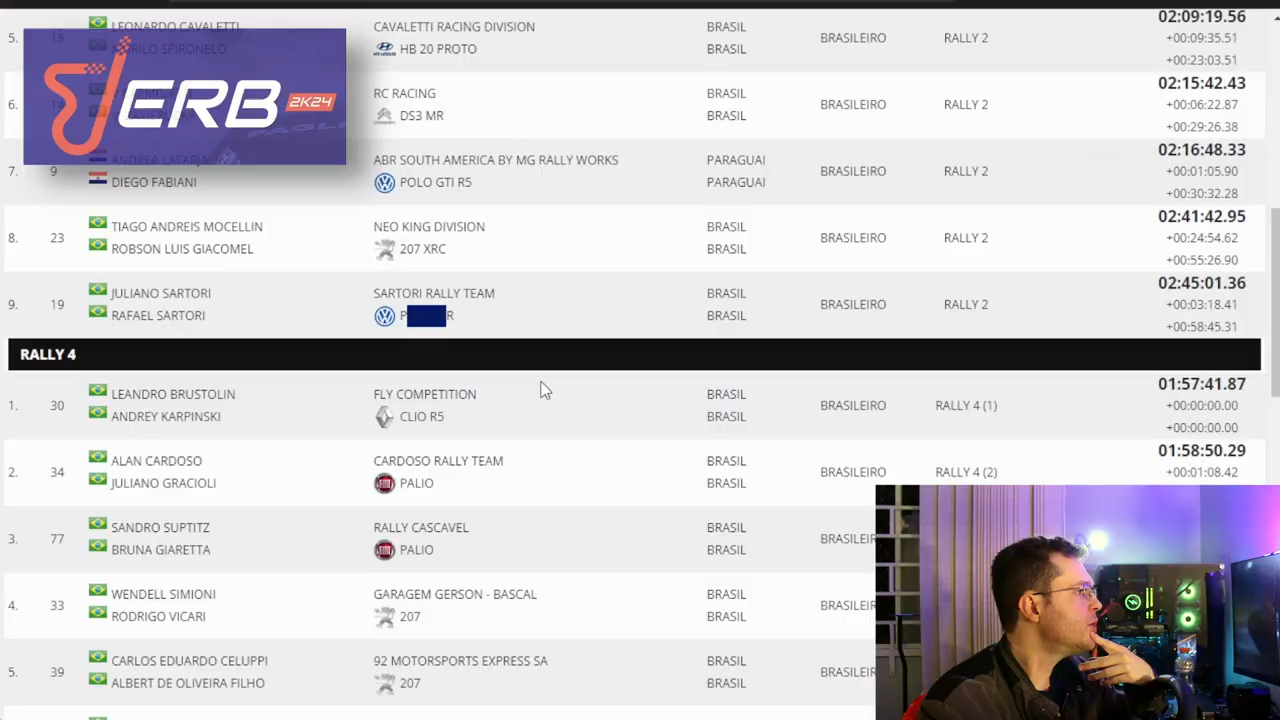 5. 18 LEONARDO CAVALETTI CAVALETTI RACING DIVISION BRASIL BRASILEIRO RALLY 2 02:09:19.56
MURILO SPIRONELO HB 20 PROTO BRASIL +00:09:35.51
+00:23:03.51
ERB 2K24
6. 14 RC RACING BRASIL BRASILEIRO RALLY 2 02:15:42.43
DS3 MR BRASIL +00:06:22.87
+00:29:26.38
7. 9 ANDREA LAFARJA ABR SOUTH AMERICA BY MG RALLY WORKS PARAGUAI BRASILEIRO RALLY 2 02:16:48.33
DIEGO FABIANI POLO GTI R5 PARAGUAI +00:01:05.90
+00:30:32.28
8. 23 TIAGO ANDREIS MOCELLIN NEO KING DIVISION BRASIL BRASILEIRO RALLY 2 02:41:42.95
ROBSON LUIS GIACOMEL 207 XRC BRASIL +00:24:54.62
+00:55:26.90
9. 19 JULIANO SARTORI SARTORI RALLY TEAM BRASIL BRASILEIRO RALLY 2 02:45:01.36
RAFAEL SARTORI P R BRASIL +00:03:18.41
+00:58:45.31
RALLY 4
1. 30 LEANDRO BRUSTOLIN FLY COMPETITION BRASIL BRASILEIRO RALLY 4 (1) 01:57:41.87
ANDREY KARPINSKI CLIO R5 BRASIL +00:00:00.00
+00:00:00.00
2. 34 ALAN CARDOSO CARDOSO RALLY TEAM BRASIL BRASILEIRO RALLY 4 (2) 01:58:50.29
JULIANO GRACIOLI PALIO BRASIL +00:01:08.42
3. 77 SANDRO SUPTITZ RALLY CASCAVEL BRASIL BRASILEIR
BRUNA GIARETTA PALIO BRASIL
4. 33 WENDELL SIMIONI GARAGEM GERSON - BASCAL BRASIL BRASILEIR
RODRIGO VICARI 207 BRASIL
5. 39 CARLOS EDUARDO CELUPPI 92 MOTORSPORTS EXPRESS SA BRASIL BRASILEIR
ALBERT DE OLIVEIRA FILHO 207 BRASIL